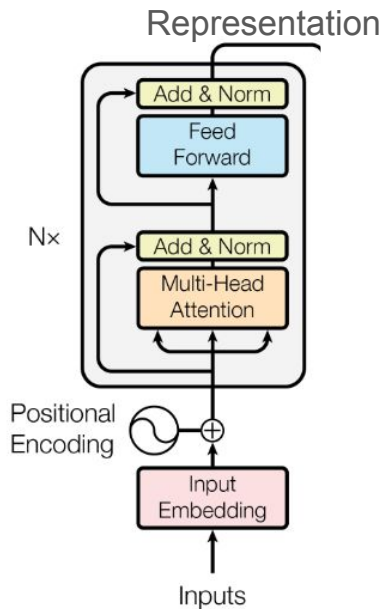 Representation
Add & Norm
Feed
Forward
N×
Add & Norm
Multi-Head
Attention
Positional
Encoding
Input
Embedding
Inputs